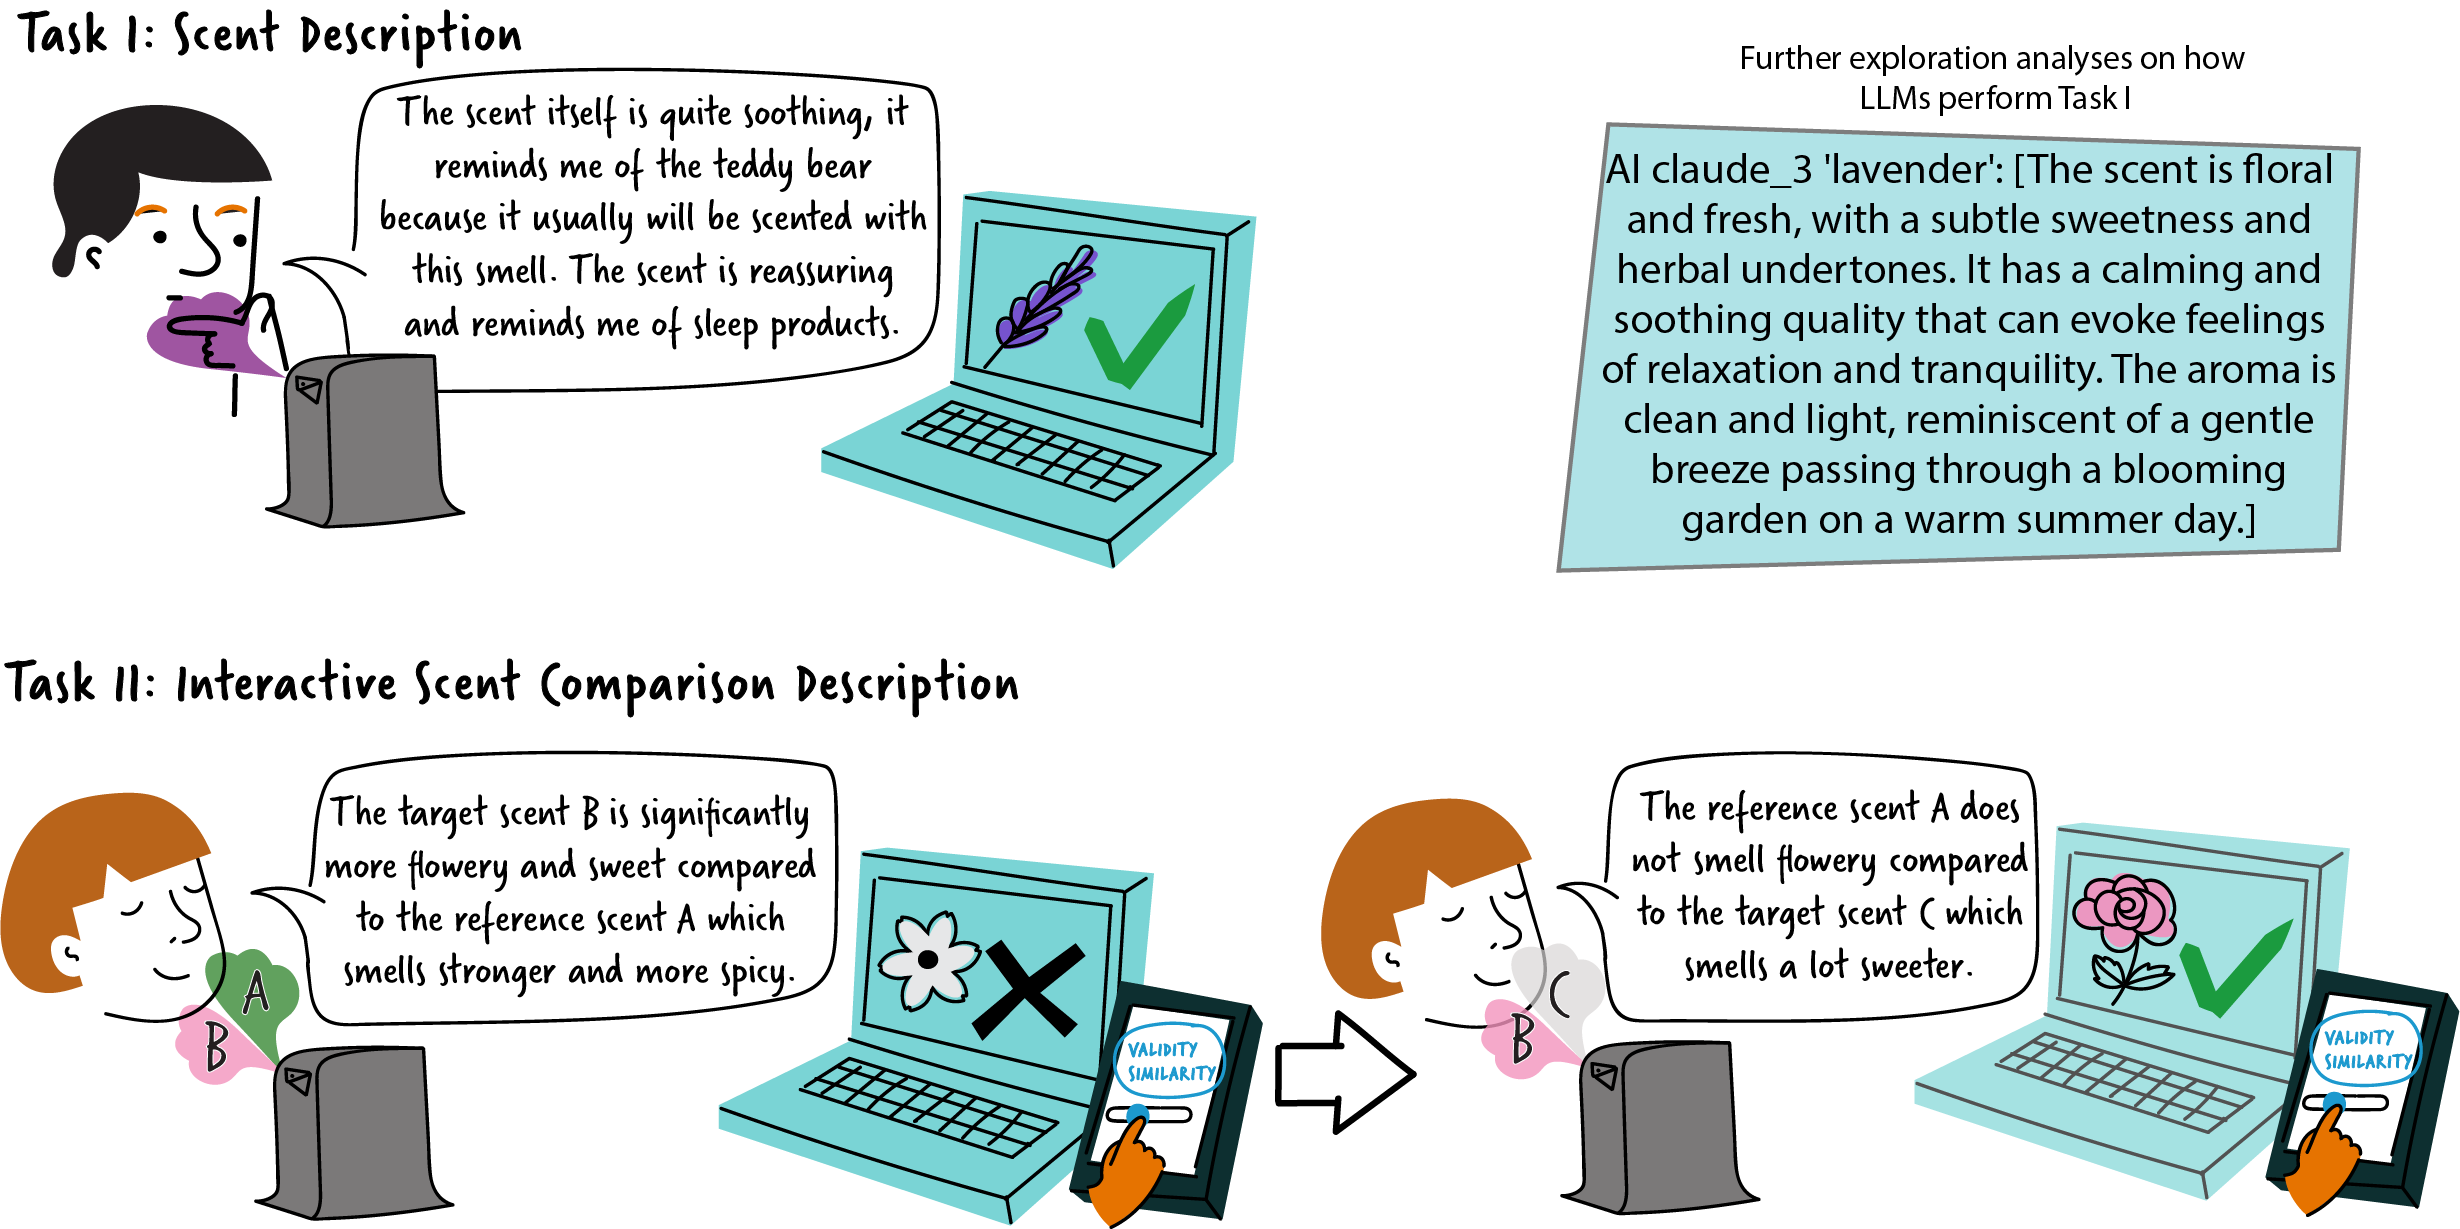 Task I: Scent Description
The scent itself is quite soothing, it
reminds me of the teddy bear
because it usually will be scented with
this smell. The scent is reassuring
and reminds me of sleep products.
Further exploration analyses on how
LLMs perform Task I
AI claude_3 'lavender': [The scent is floral
and fresh, with a subtle sweetness and
herbal undertones. It has a calming and
soothing quality that can evoke feelings
of relaxation and tranquility. The aroma is
clean and light, reminiscent of a gentle
breeze passing through a blooming
garden on a warm summer day.]
Task II: Interactive Scent Comparison Description
The target scent B is significantly
more flowery and sweet compared
to the reference scent A which
smells stronger and more spicy.
A
B
VALIDITY
SIMILARITY
The reference scent A does
not smell flowery compared
to the target scent C which
smells a lot sweeter.
C
B
VALIDITY
SIMILARITY